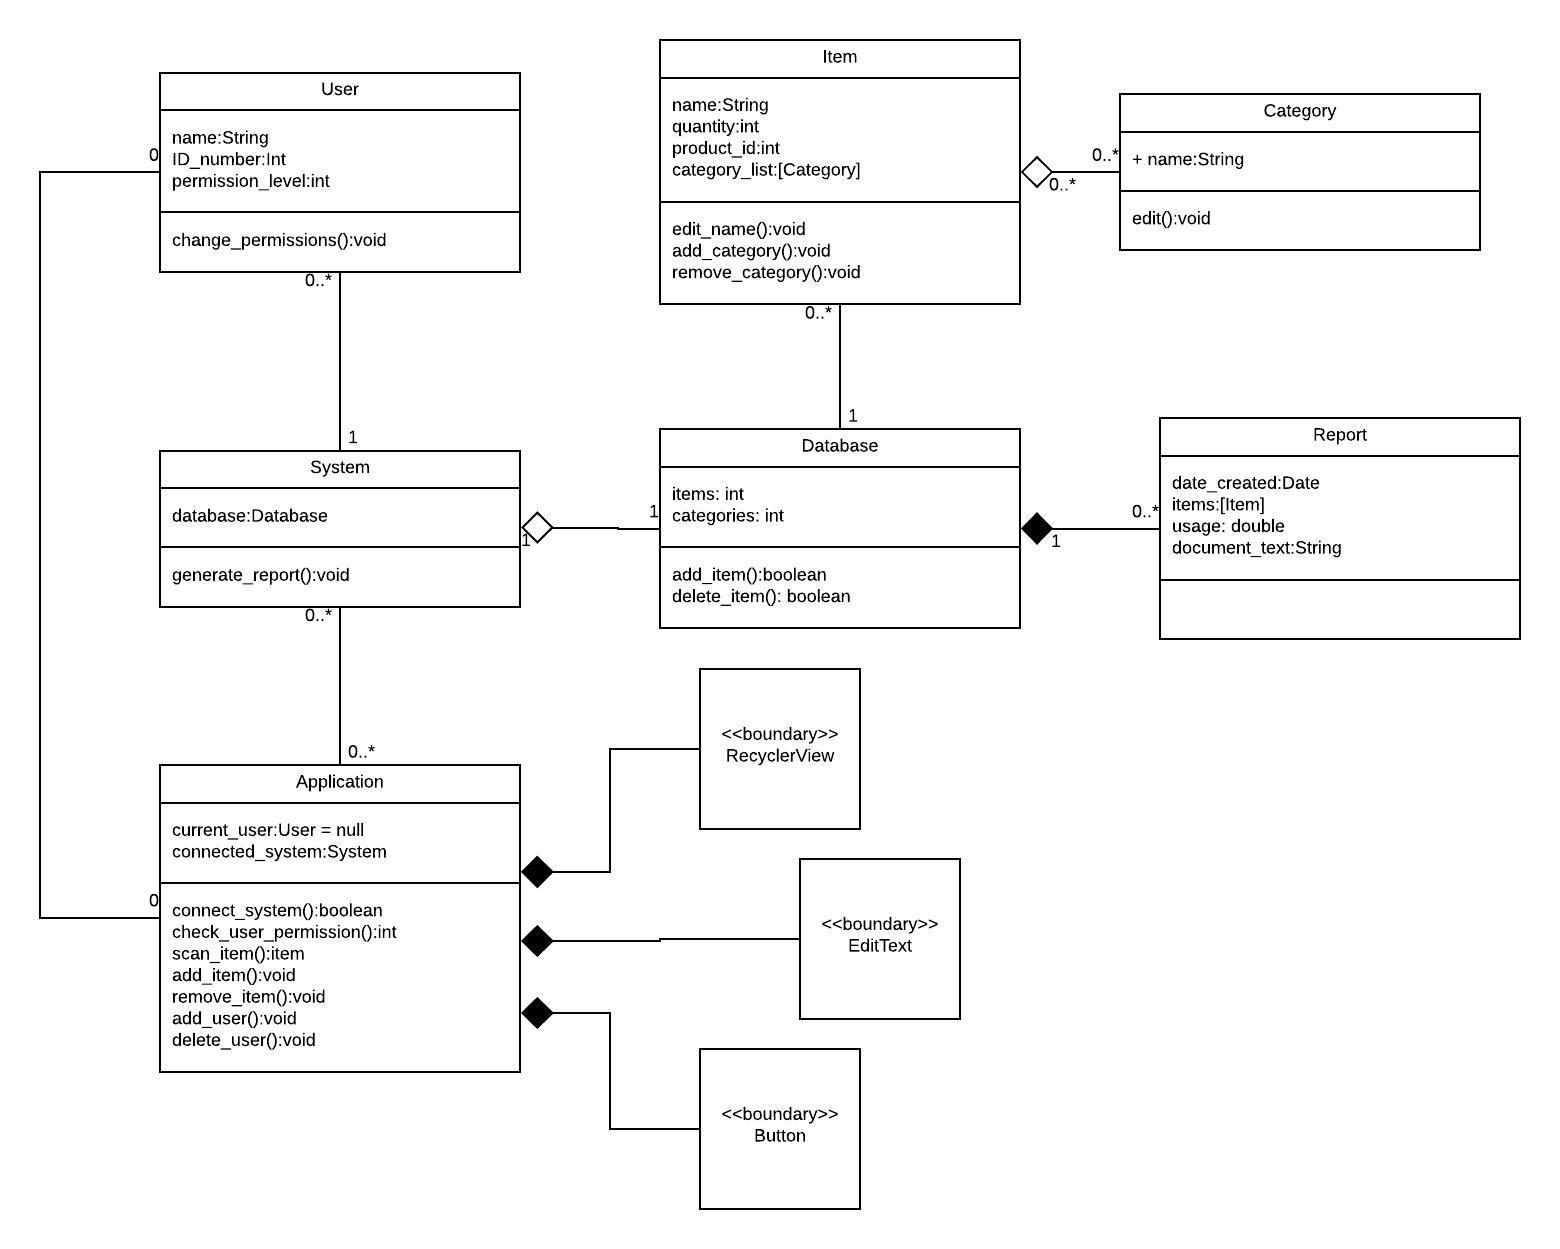 User
name:String
ID_number:Int
permission_level:int
change_permissions():void
0
0..*
Item
name:String
quantity:int
product_id:int
category_list:[Category]
edit_name():void
add_category():void
remove_category():void
0..*
0..*
0..*
Category
+ name:String
edit():void
1
System
database:Database
generate_report():void
1
0..*
1
1
Database
items: int
categories: int
add_item():boolean
delete_item(): boolean
1
0..*
Report
date_created:Date
items:[Item]
usage: double
document_text:String
0..*
Application
current_user:User = null
connected_system:System
0
connect_system():boolean
check_user_permission():int
scan_item():item
add_item():void
remove_item():void
add_user():void
delete_user():void
<<boundary>>
RecyclerView
<<boundary>>
EditText
<<boundary>>
Button